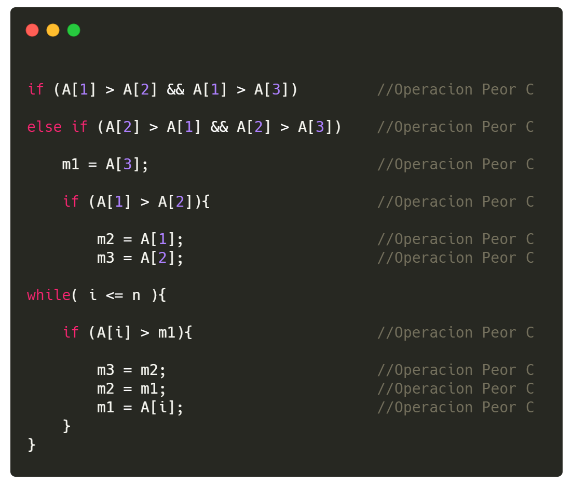 if (A[1] > A[2] && A[1] > A[3]) //Operacion Peor C
else if (A[2] > A[1] && A[2] > A[3]) //Operacion Peor C
m1 = A[3]; //Operacion Peor C
if (A[1] > A[2]){ //Operacion Peor C
m2 = A[1]; //Operacion Peor C
m3 = A[2]; //Operacion Peor C
while( i <= n ){
if (A[i] > m1){ //Operacion Peor C
m3 = m2; //Operacion Peor C
m2 = m1; //Operacion Peor C
m1 = A[i]; //Operacion Peor C
}
}